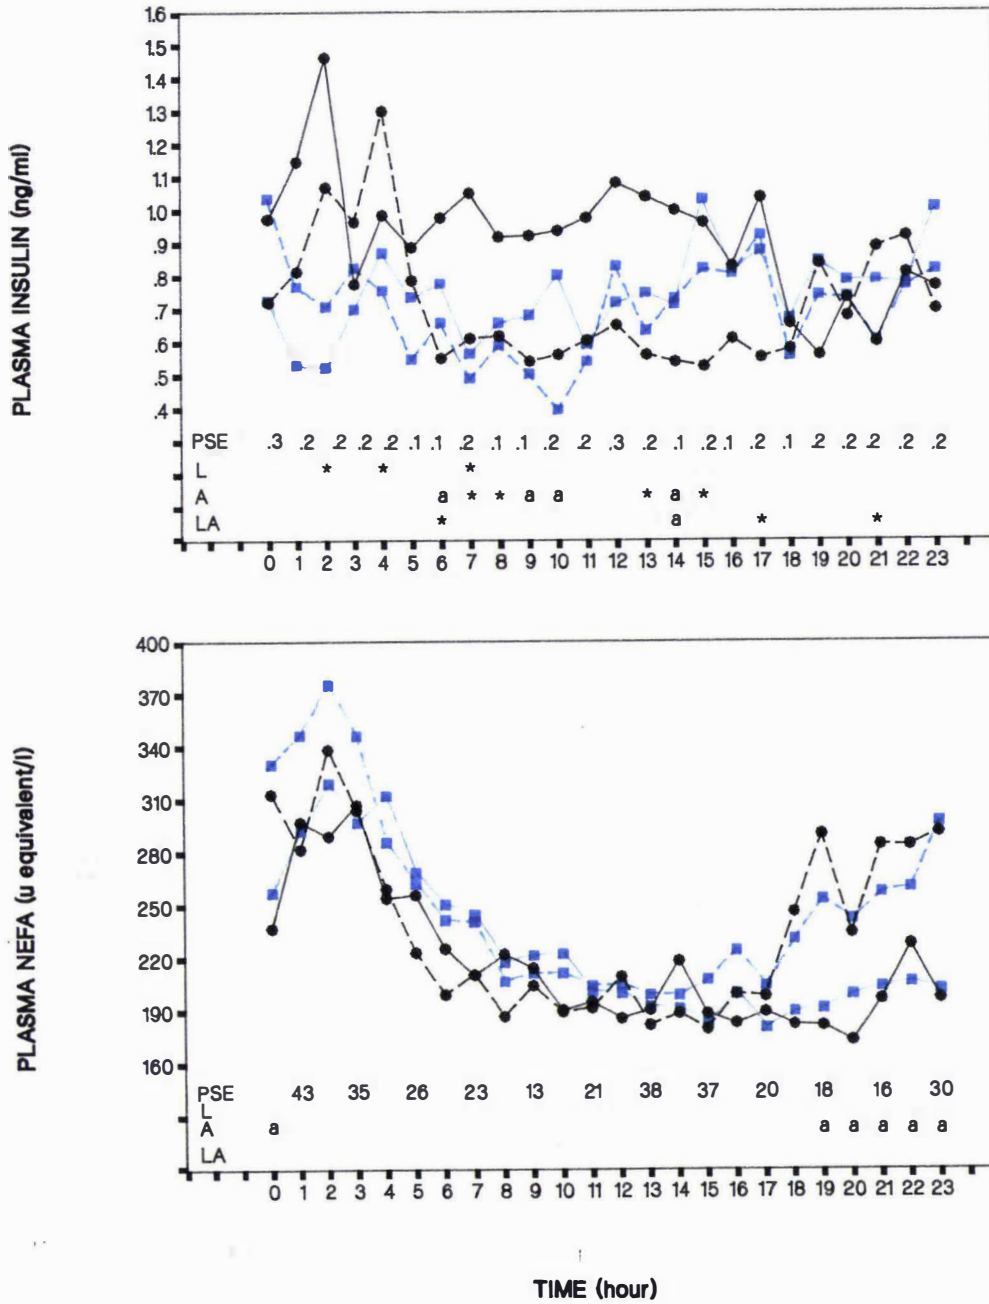 PLASMA INSULIN (ng/ml)
1.6
1.5
1.4
1.3
1.2
1.1
1.0
.9
.8
.7
.6
.5
.4
PSE .3 .2 .2 .2 .2 .1 .1 .2 .1 .1 .2 .2 .3 .2 .1 .2 .1 .2 .1 .2 .2 .2 .2 .2
L * * *
A a * * a a * a *
LA * a * *
0 1 2 3 4 5 6 7 8 9 10 11 12 13 14 15 16 17 18 19 20 21 22 23
PLASMA NEFA (u equivalent/l)
400
370
340
310
280
250
220
190
160
PSE 43 35 26 23 13 21 38 37 20 18 16 30
L
A a a a a a a
LA
0 1 2 3 4 5 6 7 8 9 10 11 12 13 14 15 16 17 18 19 20 21 22 23
TIME (hour)